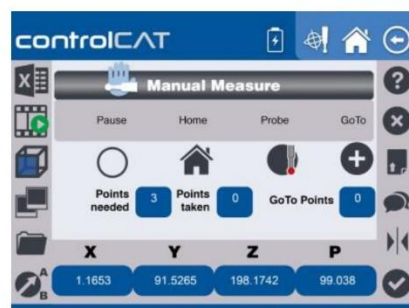 controlCAT
Manual Measure
Pause Home Probe GoTo
Points needed 3 Points taken 0 GoTo Points 0
X Y Z P
A
B
1.1653 91.5265 198.1742 99.038